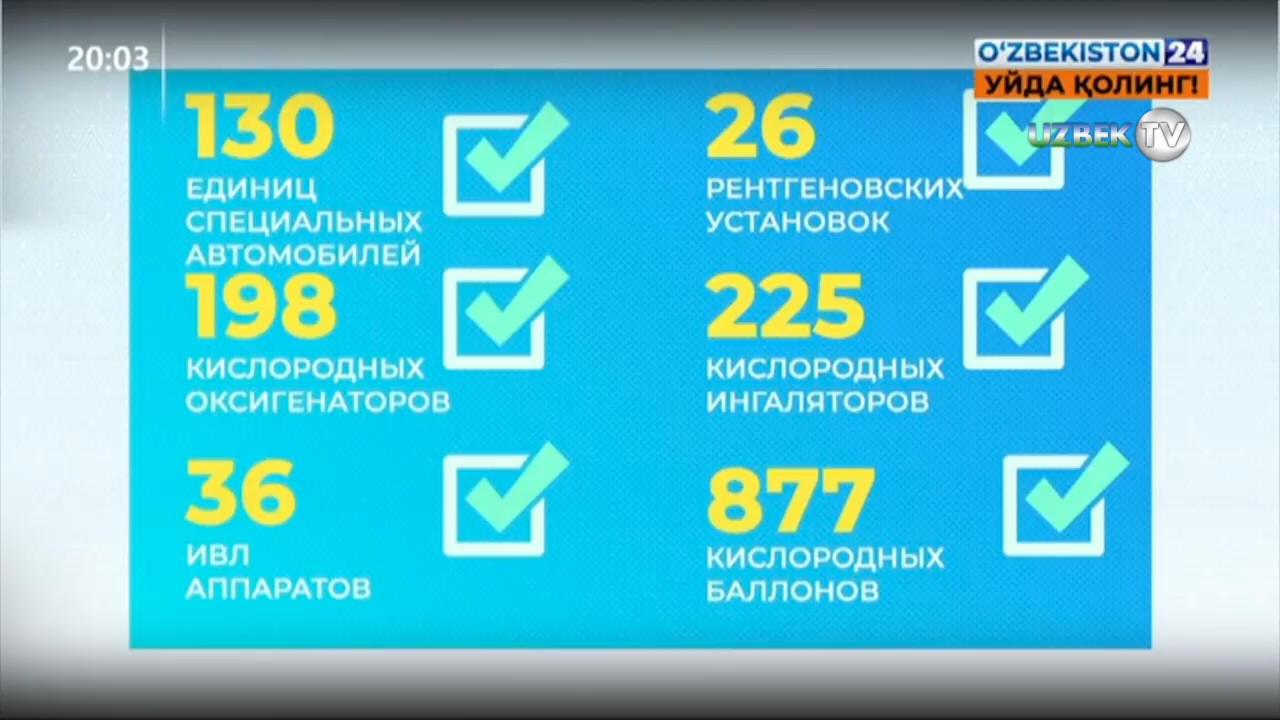 20:03
OʻZBEKISTON 24
УЙДА ҚОЛИНГ!
UZBEK TV
130
ЕДИНИЦ
СПЕЦИАЛЬНЫХ
АВТОМОБИЛЕЙ
26
РЕНТГЕНОВСКИХ
УСТАНОВОК
198
КИСЛОРОДНЫХ
ОКСИГЕНАТОРОВ
225
КИСЛОРОДНЫХ
ИНГАЛЯТОРОВ
36
ИВЛ
АППАРАТОВ
877
КИСЛОРОДНЫХ
БАЛЛОНОВ